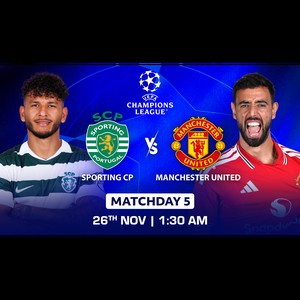 UEFA
CHAMPIONS
LEAGUE
SCP
SPORTING
PORTUGAL
VS
MANCHESTER
UNITED
SPORTING CP
MANCHESTER UNITED
MATCHDAY 5
26TH NOV | 1:30 AM